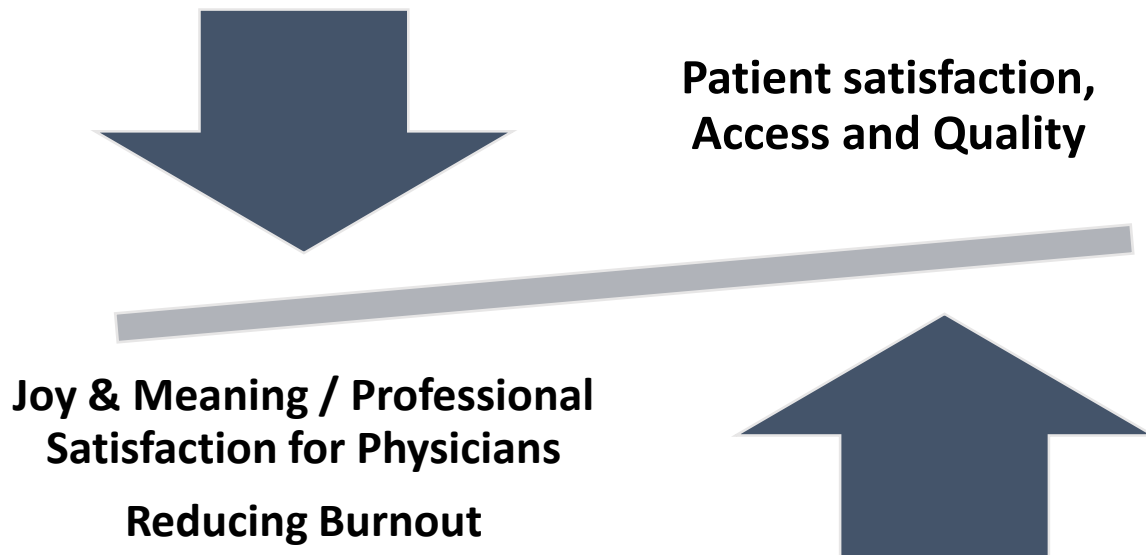 Patient satisfaction,
Access and Quality
Joy & Meaning / Professional
Satisfaction for Physicians
Reducing Burnout